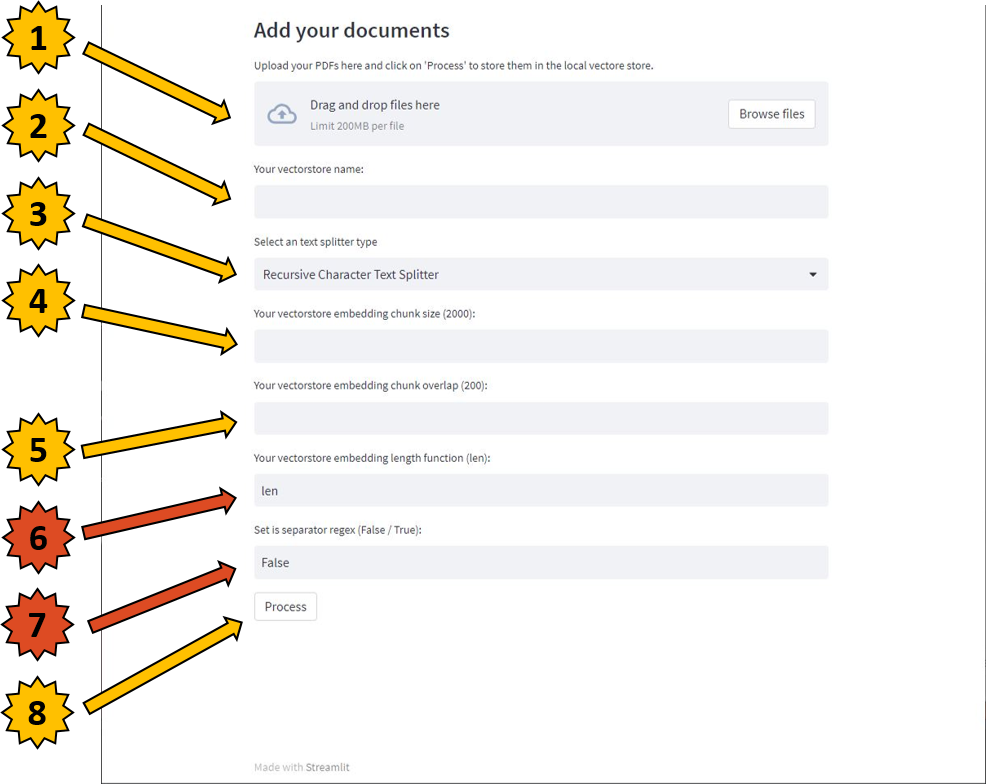 1
Add your documents
Upload your PDFs here and click on 'Process' to store them in the local vectore store.
Drag and drop files here
Limit 200MB per file
Browse files
2
Your vectorstore name:
3
Select an text splitter type
Recursive Character Text Splitter
4
Your vectorstore embedding chunk size (2000):
Your vectorstore embedding chunk overlap (200):
5
Your vectorstore embedding length function (len):
len
6
Set is separator regex (False / True):
False
7
Process
8
Made with Streamlit